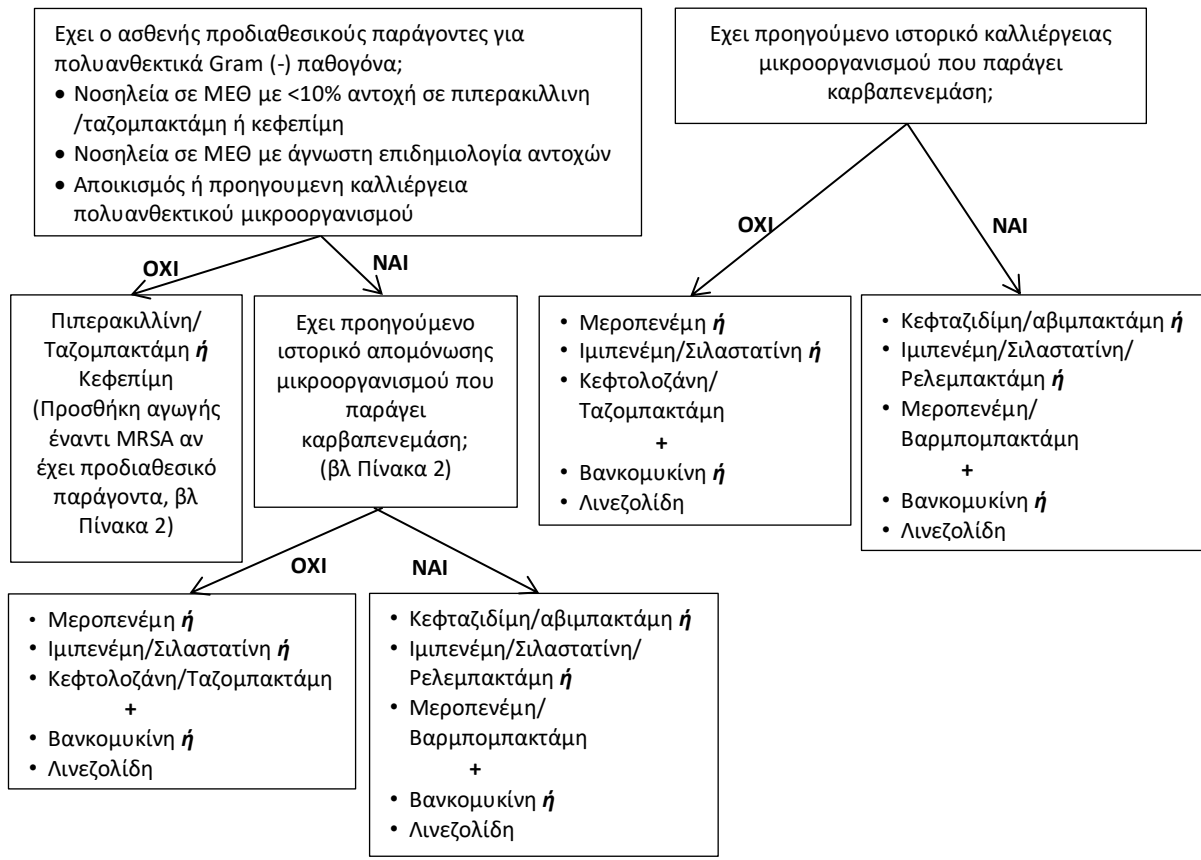 Εχει ο ασθενής προδιαθεσικούς παράγοντες για
πολυανθεκτικά Gram (-) παθογόνα;
• Νοσηλεία σε ΜΕΘ με <10% αντοχή σε πιπερακιλλινη
/ταζομπακτάμη ή κεφεπίμη
• Νοσηλεία σε ΜΕΘ με άγνωστη επιδημιολογία αντοχών
• Αποικισμός ή προηγουμενη καλλιέργεια
πολυανθεκτικού μικροοργανισμού
Εχει προηγούμενο ιστορικό καλλιέργειας
μικροοργανισμού που παράγει
καρβαπενεμάση;
ΟΧΙ
ΝΑΙ
ΟΧΙ
ΝΑΙ
Πιπερακιλλίνη/
Ταζομπακτάμη ή
Κεφεπίμη
(Προσθήκη αγωγής
έναντι MRSA αν
έχει προδιαθεσικό
παράγοντα, βλ
Πίνακα 2)
Εχει προηγούμενο
ιστορικό απομόνωσης
μικροοργανισμού που
παράγει
καρβαπενεμάση;
(βλ Πίνακα 2)
• Μεροπενέμη ή
• Ιμιπενέμη/Σιλαστατίνη ή
• Κεφτολοζάνη/
Ταζομπακτάμη
+
• Βανκομυκίνη ή
• Λινεζολίδη
• Κεφταζιδίμη/αβιμπακτάμη ή
• Ιμιπενέμη/Σιλαστατίνη/
Ρελεμπακτάμη ή
• Μεροπενέμη/
Βαρμπομπακτάμη
+
• Βανκομυκίνη ή
• Λινεζολίδη
ΟΧΙ
ΝΑΙ
• Μεροπενέμη ή
• Ιμιπενέμη/Σιλαστατίνη ή
• Κεφτολοζάνη/Ταζομπακτάμη
+
• Βανκομυκίνη ή
• Λινεζολίδη
• Κεφταζιδίμη/αβιμπακτάμη ή
• Ιμιπενέμη/Σιλαστατίνη/
Ρελεμπακτάμη ή
• Μεροπενέμη/
Βαρμπομπακτάμη
+
• Βανκομυκίνη ή
• Λινεζολίδη